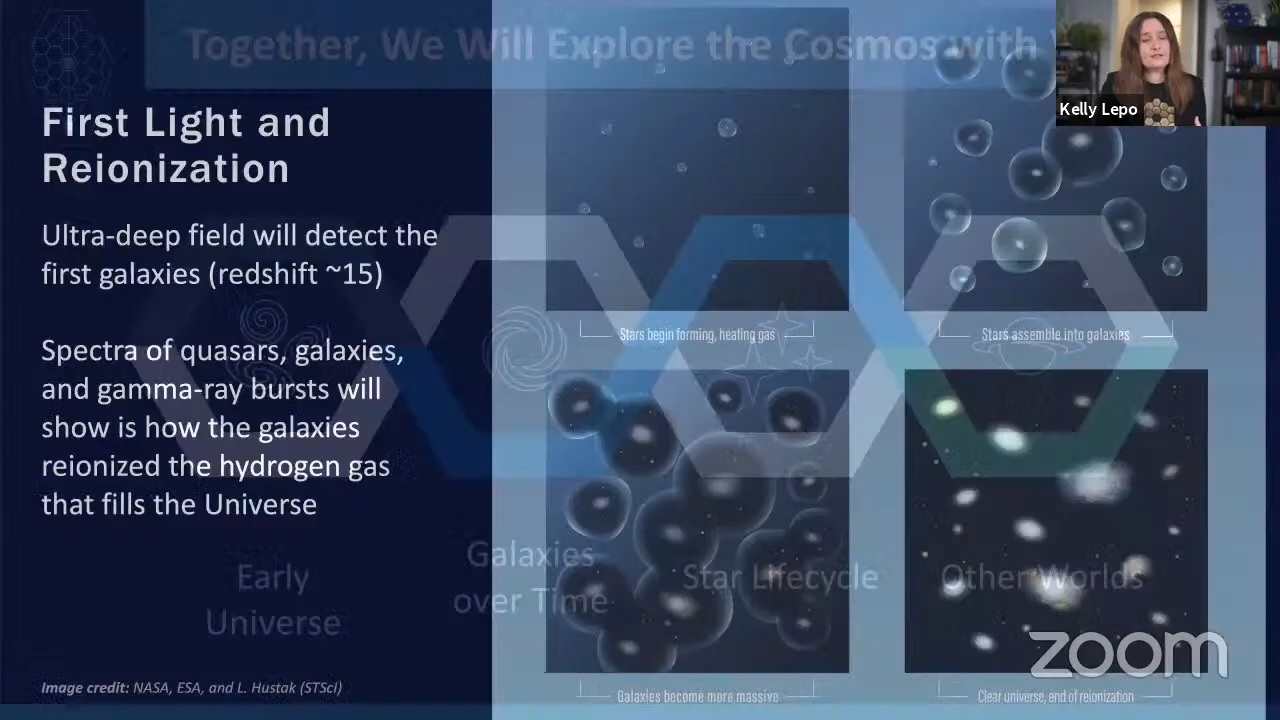 Together, We Will Explore the Cosmos with
Kelly Lepo
First Light and
Reionization
Ultra-deep field will detect the
first galaxies (redshift ~15)
Spectra of quasars, galaxies,
and gamma-ray bursts will
show is how the galaxies
reionized the hydrogen gas
that fills the Universe
Stars begin forming, heating gas
Stars assemble into galaxies
Early
Universe
Galaxies
over Time
Star Lifecycle
Other Worlds
zoom
Image credit: NASA, ESA, and L. Hustak (STScI)
Galaxies become more massive
Clear universe, end of reionization